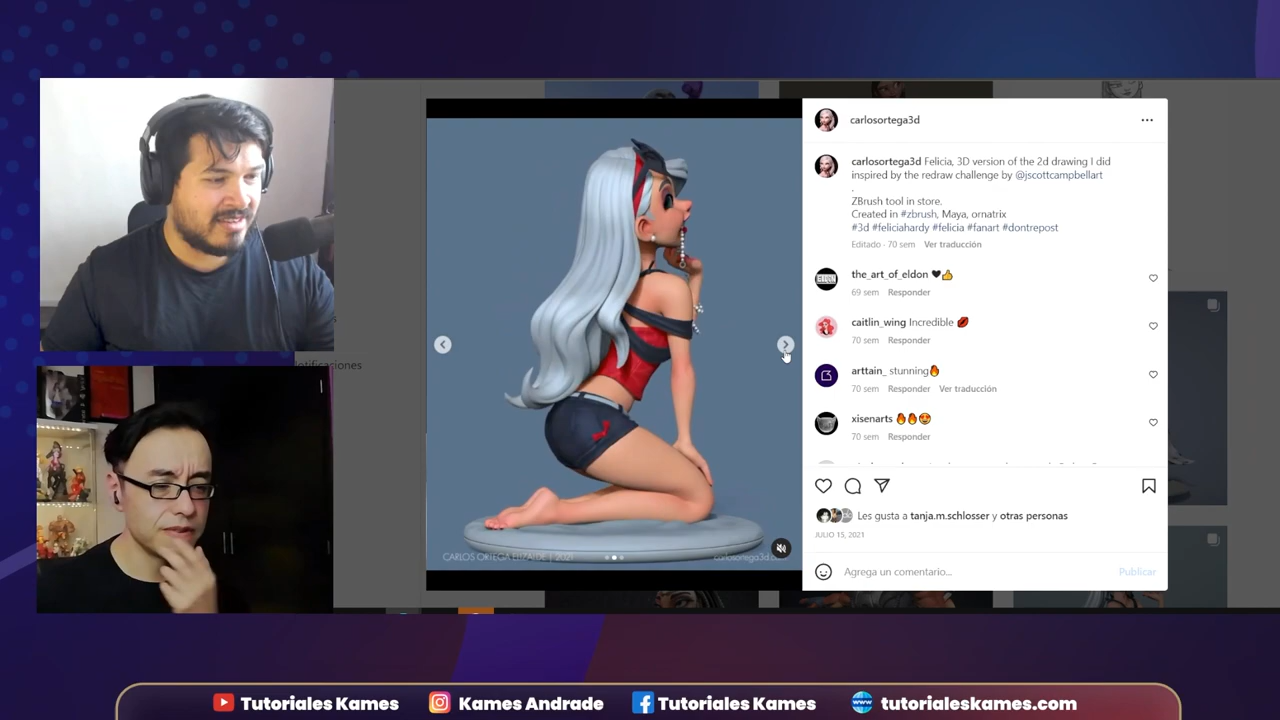 carlosortega3d
carlosortega3d Felicia, 3D version of the 2d drawing I did
inspired by the redraw challenge by @jscottcampbellart
.
ZBrush tool in store.
Created in #zbrush, Maya, ornatrix
#3d #feliciahardy #felicia #fanart #dontrepost
Editado · 70 sem Ver traducción
the_art_of_eldon 🖤👍
69 sem Responder
caitlin_wing Incredible 💋
70 sem Responder
arttain_ stunning🔥
70 sem Responder Ver traducción
xisenarts 🔥🔥😍
70 sem Responder
Les gusta a tanja.m.schlosser y otras personas
JULIO 15, 2021
Agrega un comentario... Publicar
otificaciones
CARLOS ORTEGA ELIZALDE | 2021
Tutoriales Kames Kames Andrade Tutoriales Kames tutorialeskames.com